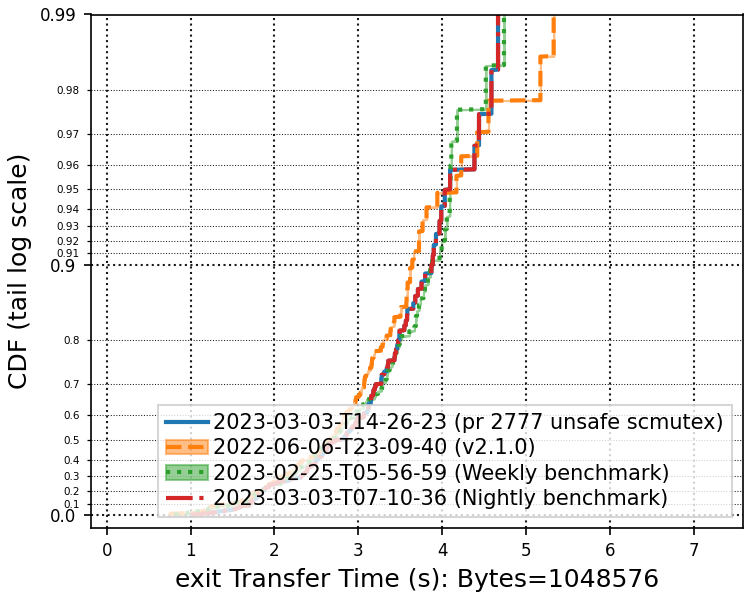 0.99
0.98
0.97
0.96
0.95
0.94
0.93
0.92
0.91
0.9
0.8
0.7
0.6
0.5
0.4
0.3
0.2
0.1
0.0
CDF (tail log scale)
2023-03-03-T14-26-23 (pr 2777 unsafe scmutex)
2022-06-06-T23-09-40 (v2.1.0)
2023-02-25-T05-56-59 (Weekly benchmark)
2023-03-03-T07-10-36 (Nightly benchmark)
0 1 2 3 4 5 6 7
exit Transfer Time (s): Bytes=1048576